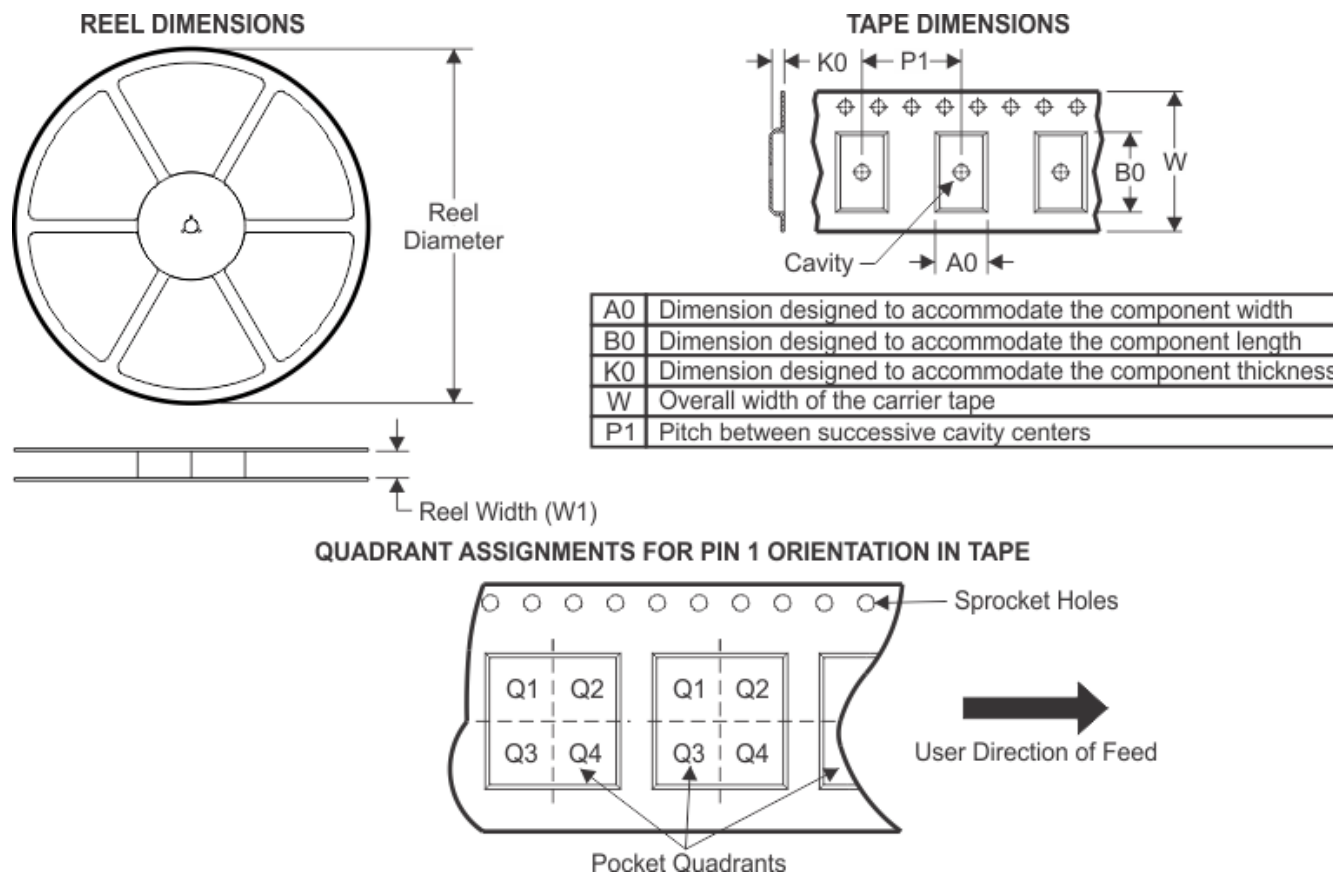 REEL DIMENSIONS
Reel
Diameter
Reel Width (W1)
TAPE DIMENSIONS
K0
P1
B0
W
Cavity
A0
A0 Dimension designed to accommodate the component width
B0 Dimension designed to accommodate the component length
K0 Dimension designed to accommodate the component thickness
W Overall width of the carrier tape
P1 Pitch between successive cavity centers
QUADRANT ASSIGNMENTS FOR PIN 1 ORIENTATION IN TAPE
Sprocket Holes
Q1 Q2 Q1 Q2
Q3 Q4 Q3 Q4
User Direction of Feed
Pocket Quadrants